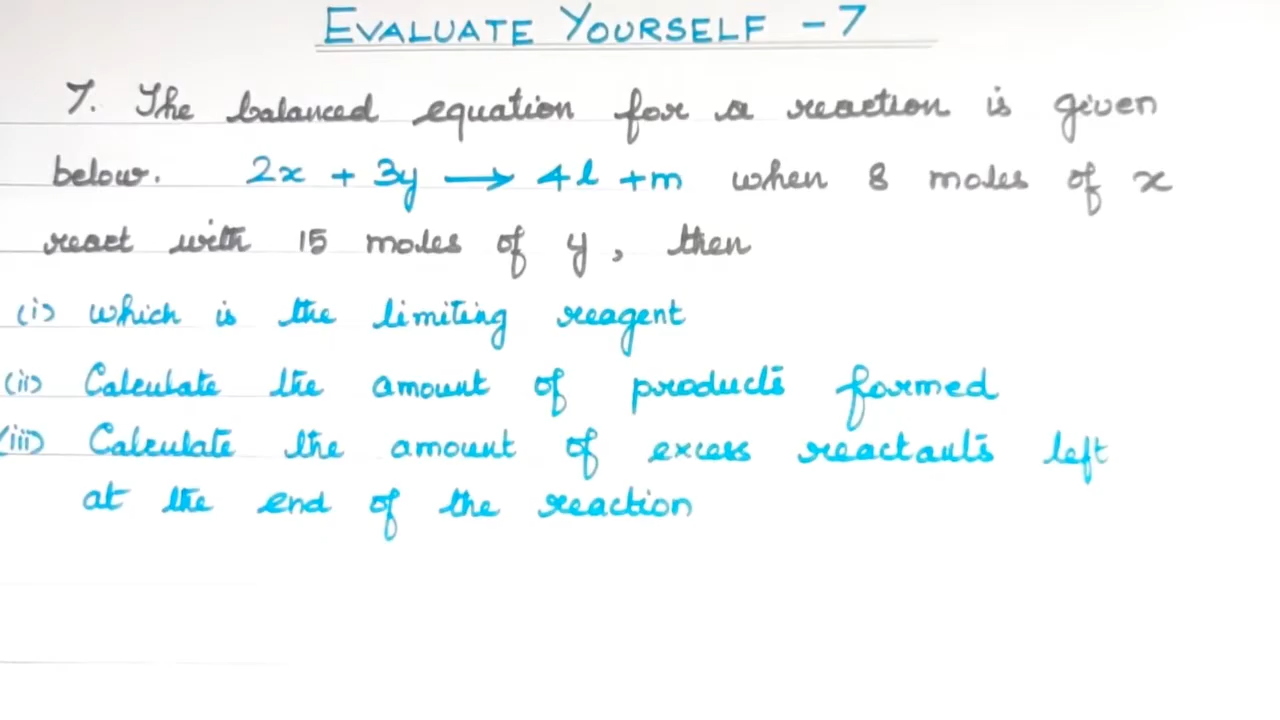 EVALUATE YOURSELF - 7
7. The balanced equation for a reaction is given
below. 2x + 3y → 4l + m when 8 moles of x
react with 15 moles of y, then
(i) which is the limiting reagent
(ii) Calculate the amount of products formed
(iii) Calculate the amount of excess reactants left
at the end of the reaction